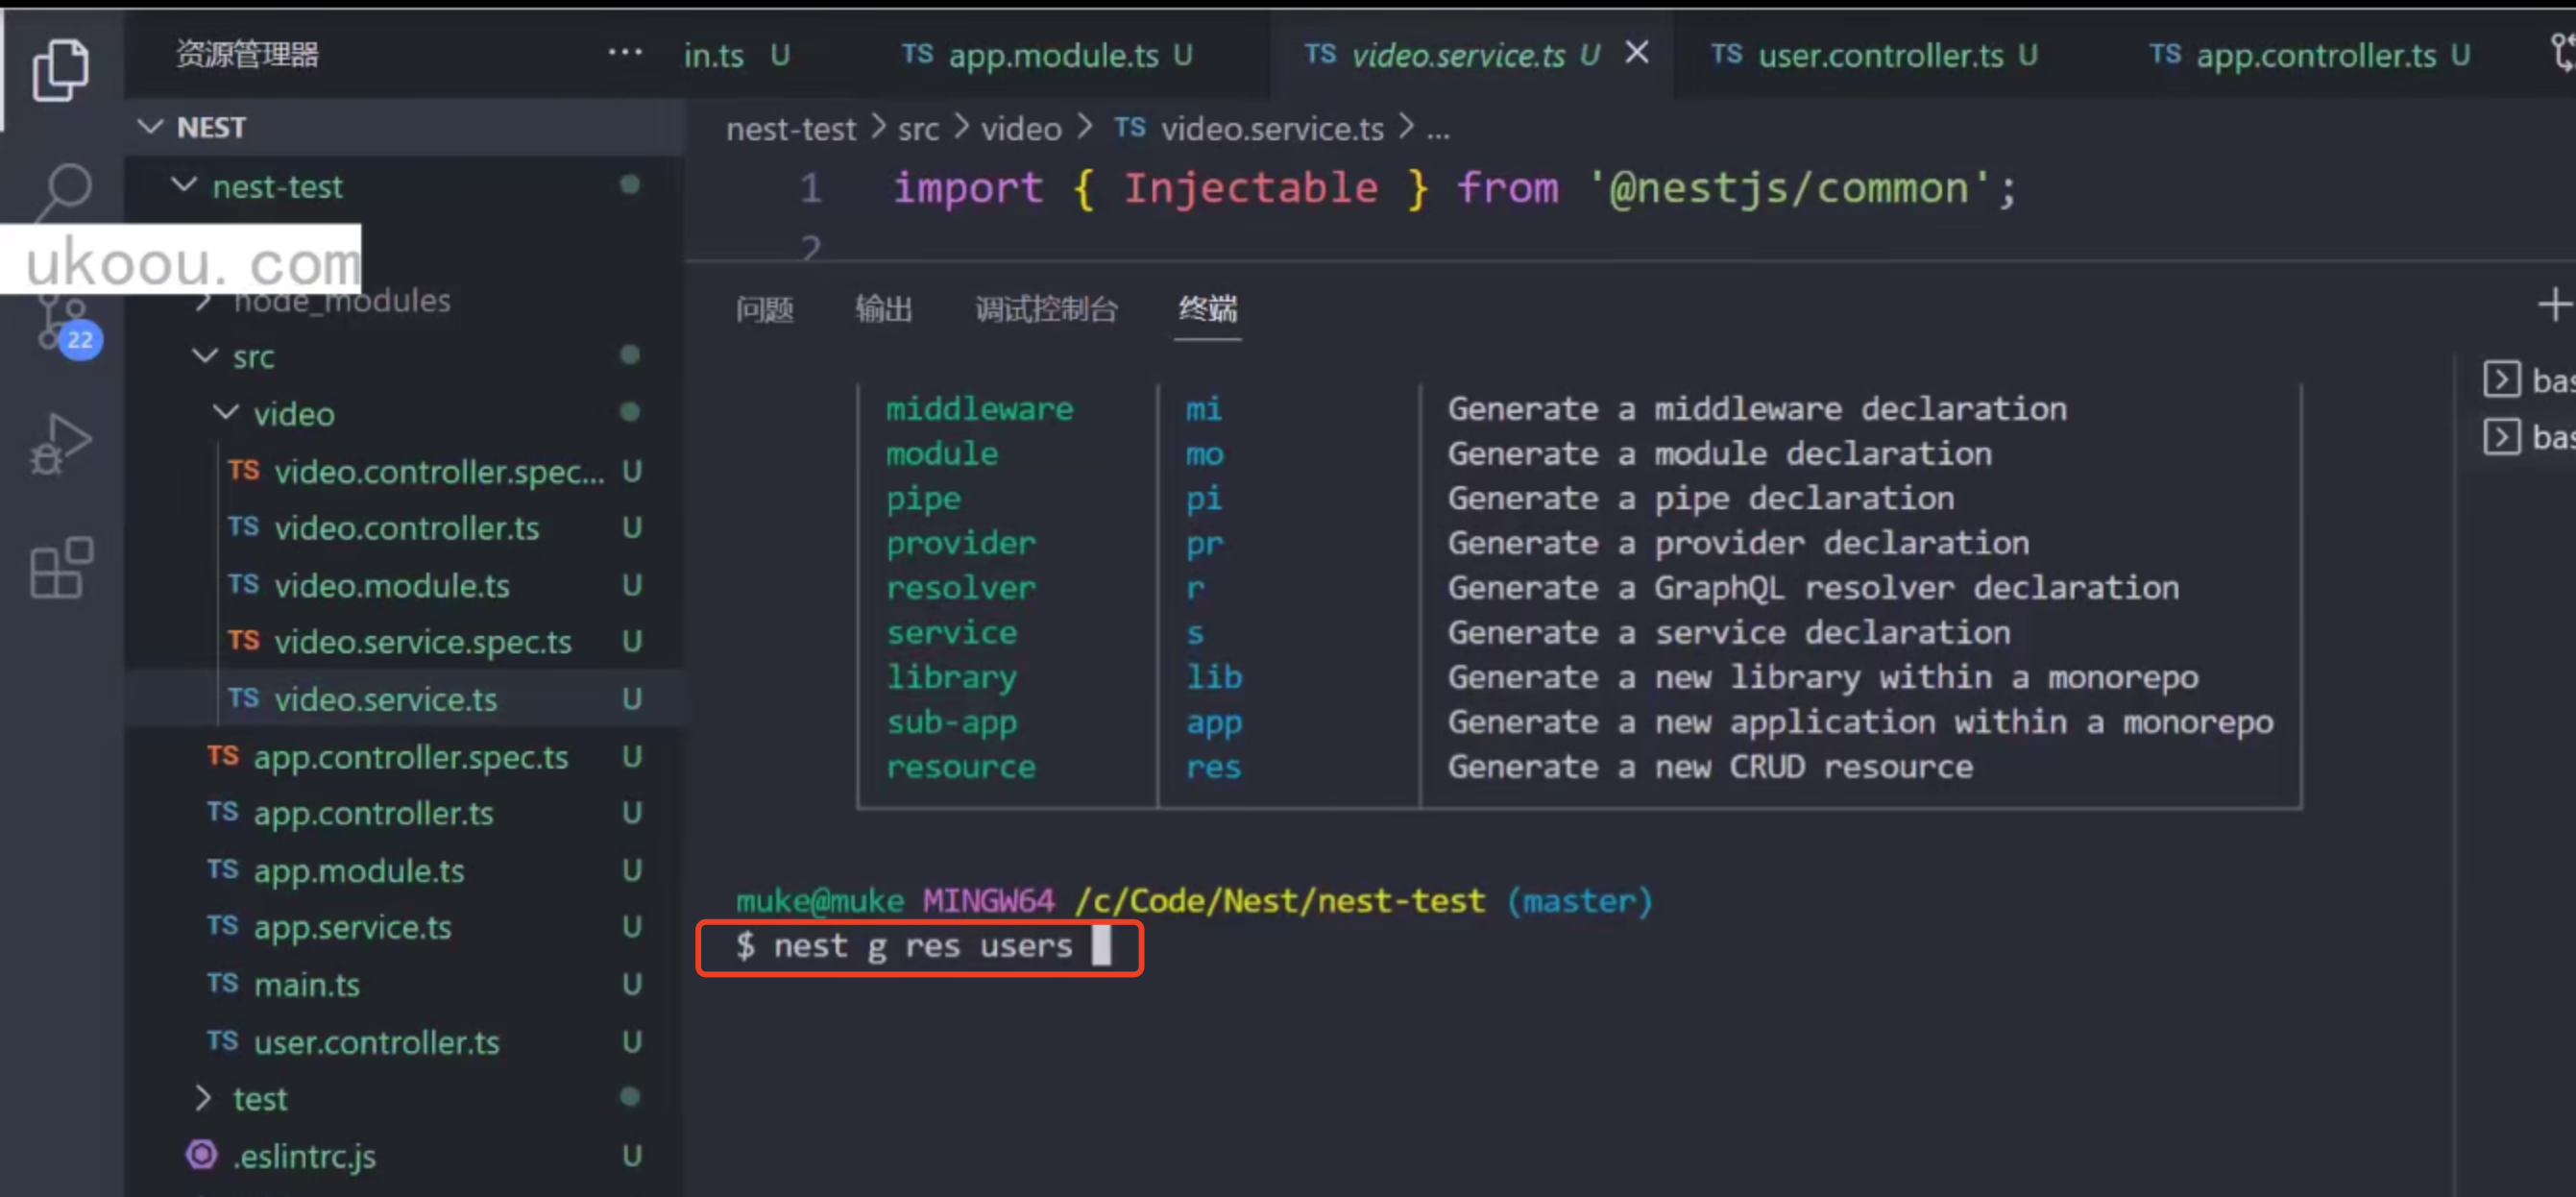 资源管理器 ··· in.ts U TS app.module.ts U TS video.service.ts U TS user.controller.ts U TS app.controller.ts U
NEST
nest-test > src > video > TS video.service.ts > ...
nest-test
1 import { Injectable } from '@nestjs/common';
2
ukoou.com
node_modules
22
src
video
TS video.controller.spec... U
TS video.controller.ts U
TS video.module.ts U
TS video.service.spec.ts U
TS video.service.ts U
TS app.controller.spec.ts U
TS app.controller.ts U
TS app.module.ts U
TS app.service.ts U
TS main.ts U
TS user.controller.ts U
test
.eslintrc.js U
问题 输出 调试控制台 终端
middleware mi Generate a middleware declaration
module mo Generate a module declaration
pipe pi Generate a pipe declaration
provider pr Generate a provider declaration
resolver r Generate a GraphQL resolver declaration
service s Generate a service declaration
library lib Generate a new library within a monorepo
sub-app app Generate a new application within a monorepo
resource res Generate a new CRUD resource
muke@muke MINGW64 /c/Code/Nest/nest-test (master)
$ nest g res users
bas
bas